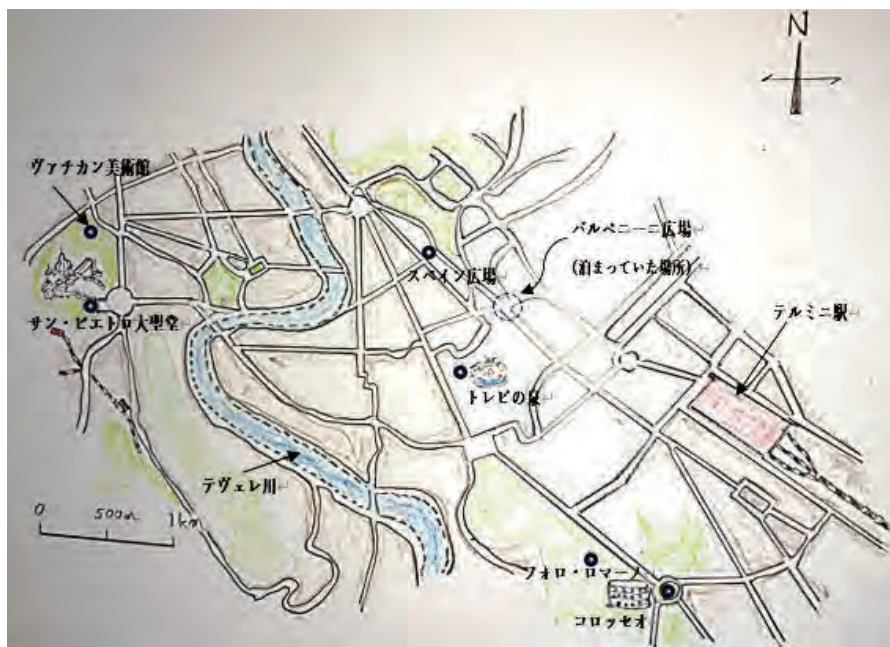 N
ヴァチカン美術館
バルベニーニ広場
(泊まっていた場所)
スペイン広場
テルミニ駅
サン・ピエトロ大聖堂
トレビの泉
テヴェレ川
0 500m 1km
フォロ・ロマーノ
コロッセオ